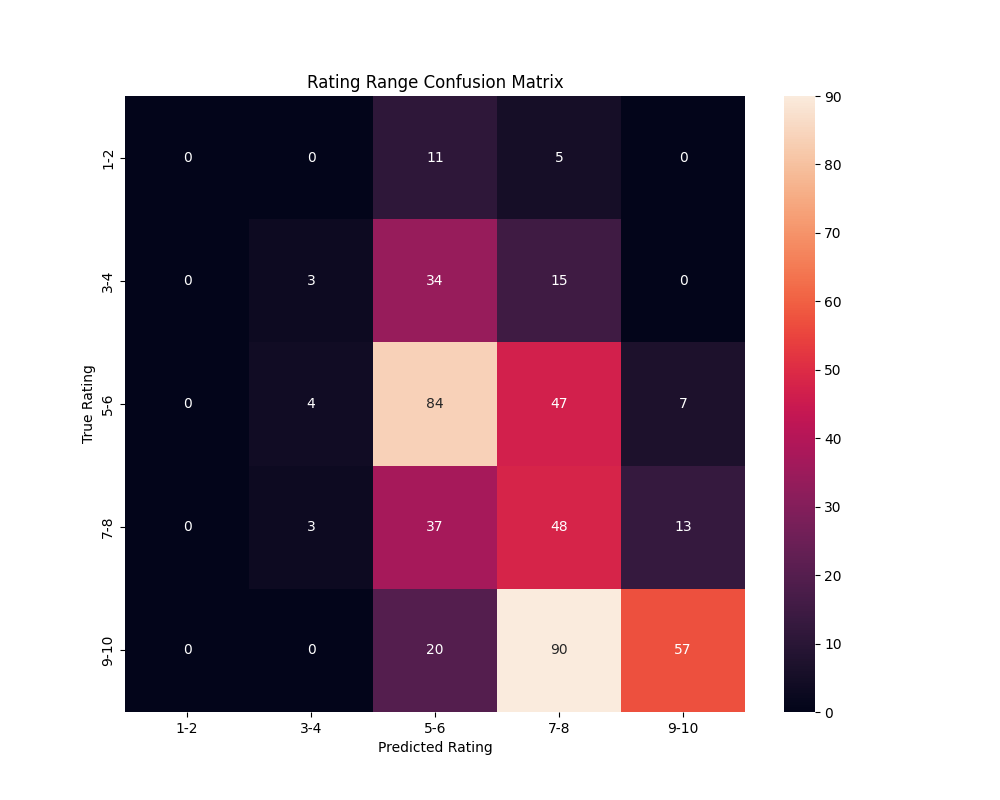 Rating Range Confusion Matrix
1-2 0 0 11 5 0
3-4 0 3 34 15 0
5-6 0 4 84 47 7
7-8 0 3 37 48 13
9-10 0 0 20 90 57
1-2 3-4 5-6 7-8 9-10
True Rating
Predicted Rating
90
80
70
60
50
40
30
20
10
0